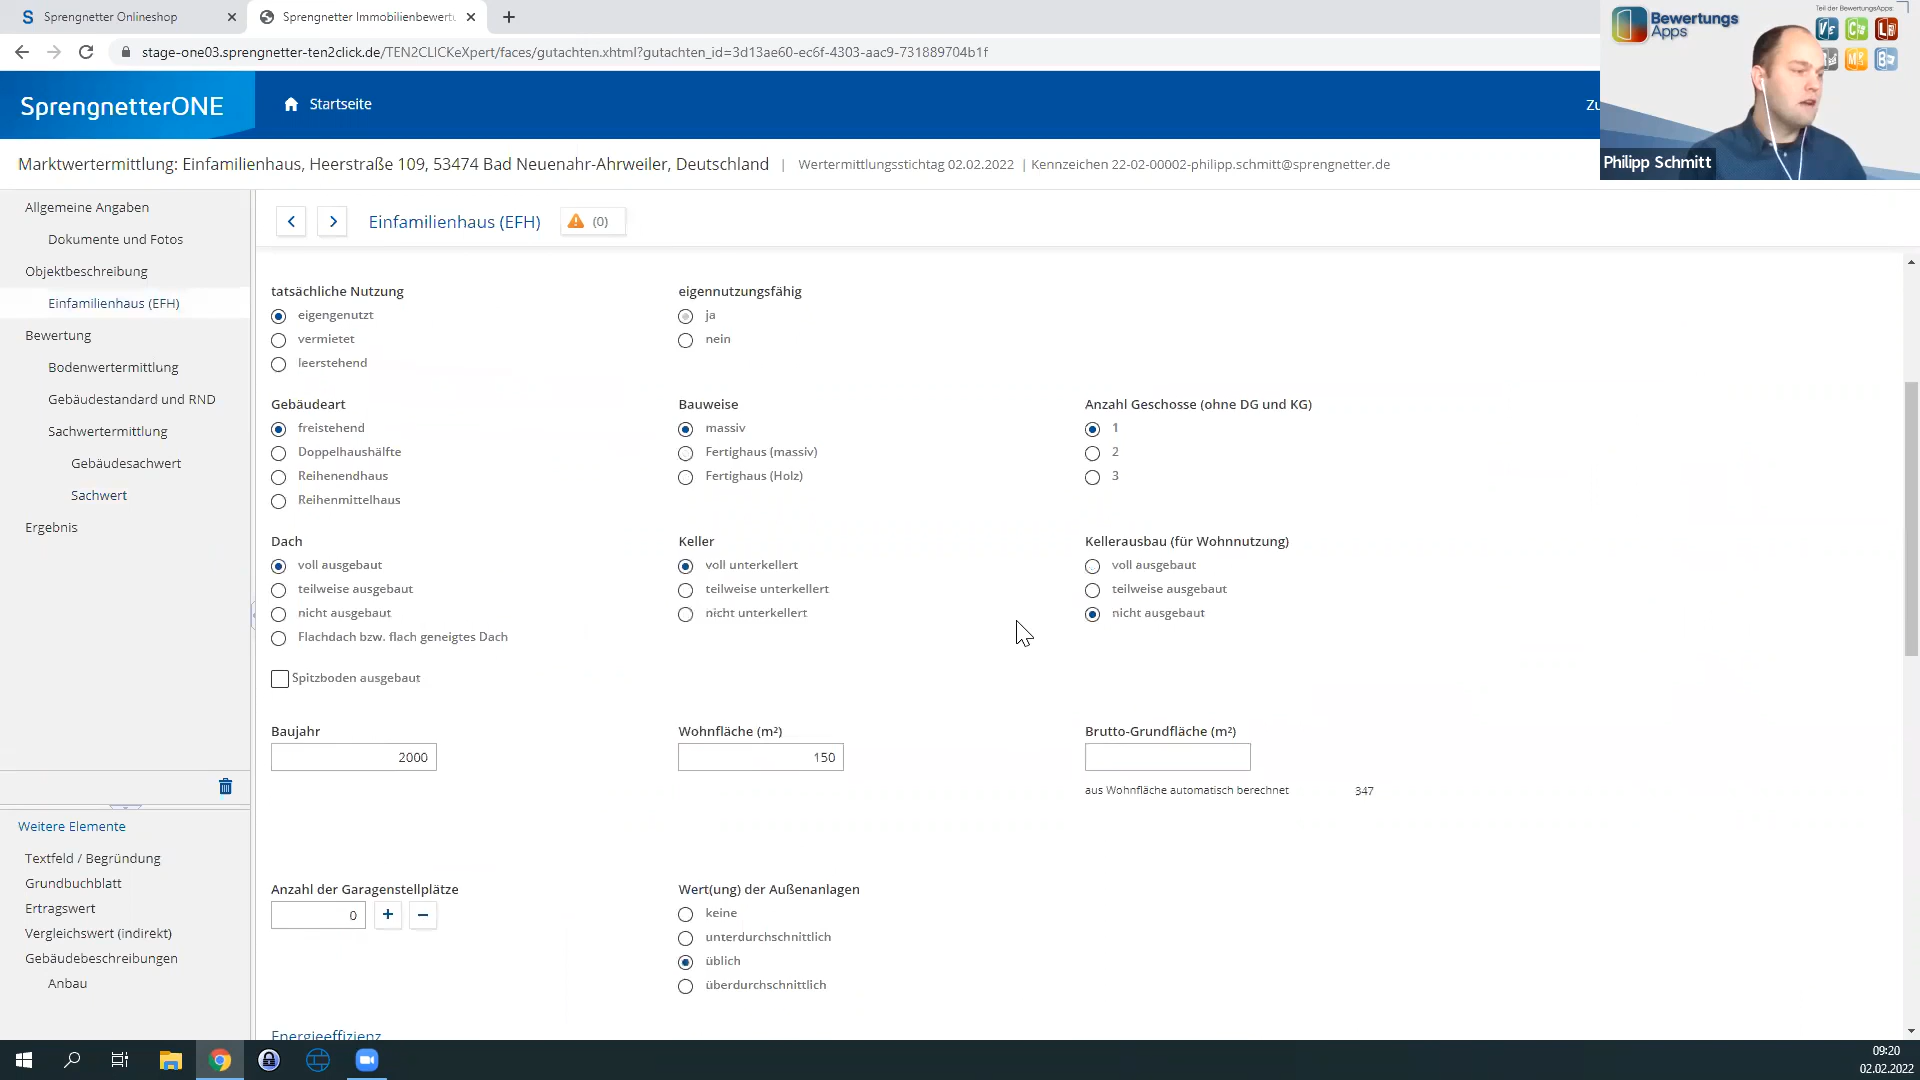 Sprengnetter Onlineshop
Sprengnetter Immobilienbewertu
stage-one03.sprengnetter-ten2click.de/TEN2CLICKeXpert/faces/gutachten.xhtml?gutachten_id=3d13ae60-ec6f-4303-aac9-731889704b1f
Teil der BewertungsApps:
Bewertungs
Apps
Philipp Schmitt
SprengnetterONE
Startseite
Zu
Marktwertermittlung: Einfamilienhaus, Heerstraße 109, 53474 Bad Neuenahr-Ahrweiler, Deutschland | Wertermittlungsstichtag 02.02.2022 | Kennzeichen 22-02-00002-philipp.schmitt@sprengnetter.de
Allgemeine Angaben
Dokumente und Fotos
Objektbeschreibung
Einfamilienhaus (EFH)
Bewertung
Bodenwertermittlung
Gebäudestandard und RND
Sachwertermittlung
Gebäudesachwert
Sachwert
Ergebnis
Weitere Elemente
Textfeld / Begründung
Grundbuchblatt
Ertragswert
Vergleichswert (indirekt)
Gebäudebeschreibungen
Anbau
Einfamilienhaus (EFH) (0)
tatsächliche Nutzung
eigengenutzt
vermietet
leerstehend
eigennutzungsfähig
ja
nein
Gebäudeart
freistehend
Doppelhaushälfte
Reihenendhaus
Reihenmittelhaus
Bauweise
massiv
Fertighaus (massiv)
Fertighaus (Holz)
Anzahl Geschosse (ohne DG und KG)
1
2
3
Dach
voll ausgebaut
teilweise ausgebaut
nicht ausgebaut
Flachdach bzw. flach geneigtes Dach
Spitzboden ausgebaut
Keller
voll unterkellert
teilweise unterkellert
nicht unterkellert
Kellerausbau (für Wohnnutzung)
voll ausgebaut
teilweise ausgebaut
nicht ausgebaut
Baujahr
2000
Wohnfläche (m²)
150
Brutto-Grundfläche (m²)
aus Wohnfläche automatisch berechnet 347
Anzahl der Garagenstellplätze
0 + −
Wert(ung) der Außenanlagen
keine
unterdurchschnittlich
üblich
überdurchschnittlich
Energieeffizienz
09:20
02.02.2022